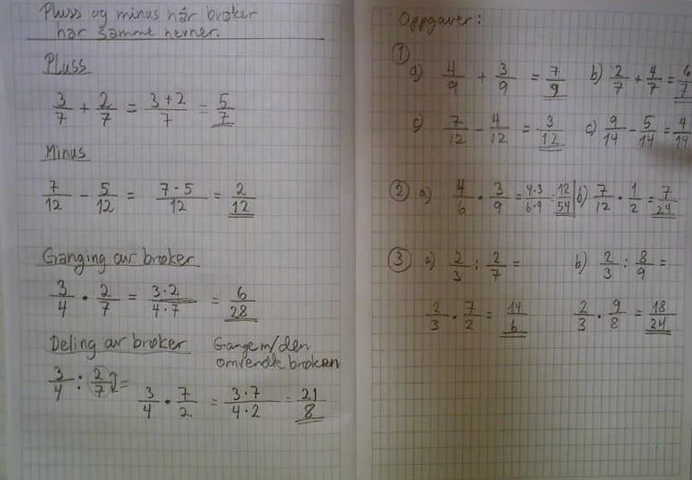 Pluss og minus når brøker
har samme nevner.
Pluss
3/7 + 2/7 = 3+2/7 = 5/7
Minus
7/12 - 5/12 = 7-5/12 = 2/12
Ganging av brøker
3/4 · 2/7 = 3·2/4·7 = 6/28
Deling av brøker
Gange m/den
omvendte brøken
3/4 : 2/7 =
3/4 · 7/2 = 3·7/4·2 = 21/8
Oppgaver:
①
a) 4/9 + 3/9 = 7/9 b) 2/7 + 4/7 = 6/7
c) 7/12 - 4/12 = 3/12 c) 9/14 - 5/14 = 4/14
② a) 4/6 · 3/9 = 4·3/6·9 = 12/54 b) 7/12 · 1/2 = 7/24
③ a) 2/3 : 2/7 = b) 2/3 : 8/9 =
2/3 · 7/2 = 14/6 2/3 · 9/8 = 18/24